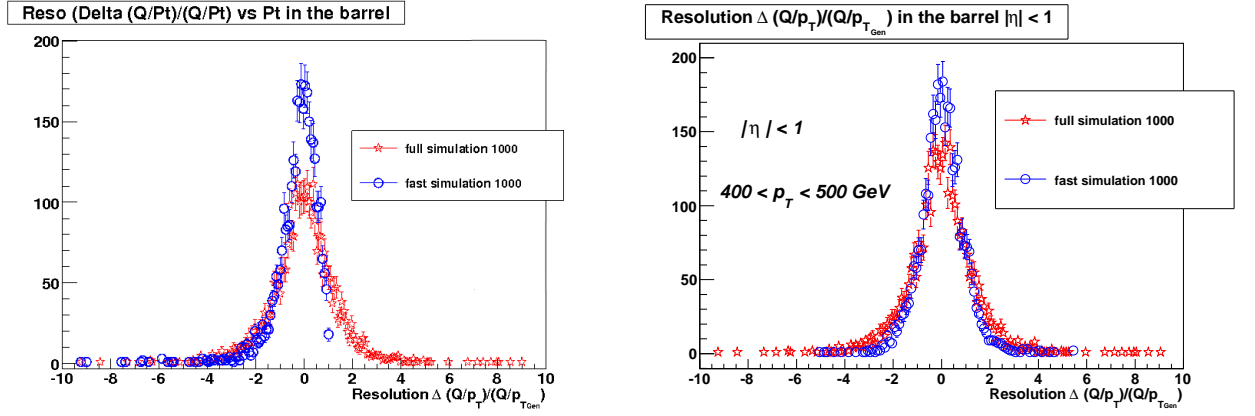 Reso (Delta (Q/Pt)/(Q/Pt) vs Pt in the barrel
200
150
100
50
0
full simulation 1000
fast simulation 1000
-10 -8 -6 -4 -2 0 2 4 6 8 10
Resolution Δ (Q/p_T)/(Q/p_T_Gen)
Resolution Δ (Q/p_T)/(Q/p_T_Gen) in the barrel |η| < 1
200
150
100
50
0
| η | < 1
400 < p_T < 500 GeV
full simulation 1000
fast simulation 1000
-10 -8 -6 -4 -2 0 2 4 6 8 10
Resolution Δ (Q/p_T)/(Q/p_T_Gen)